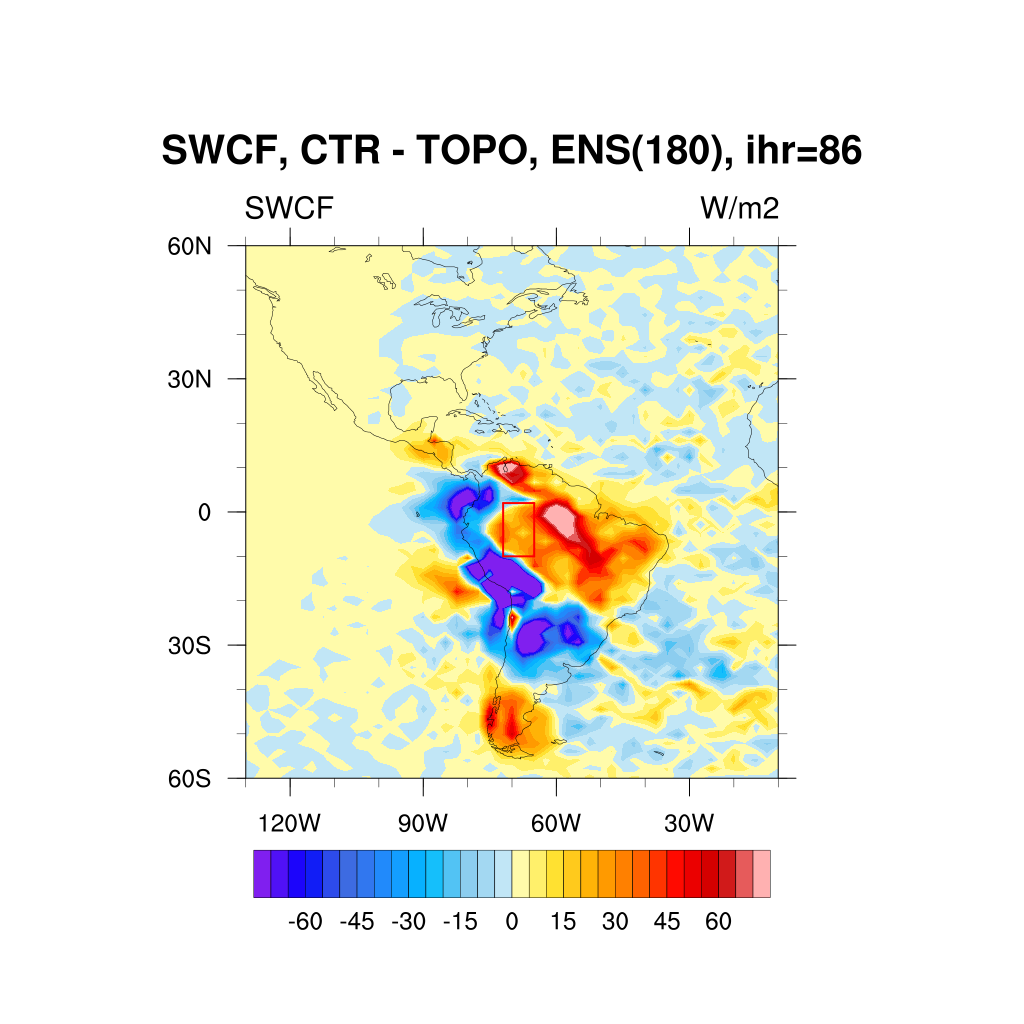 SWCF, CTR - TOPO, ENS(180), ihr=86
SWCF W/m2
60N
30N
0
30S
60S
120W 90W 60W 30W
-60 -45 -30 -15 0 15 30 45 60